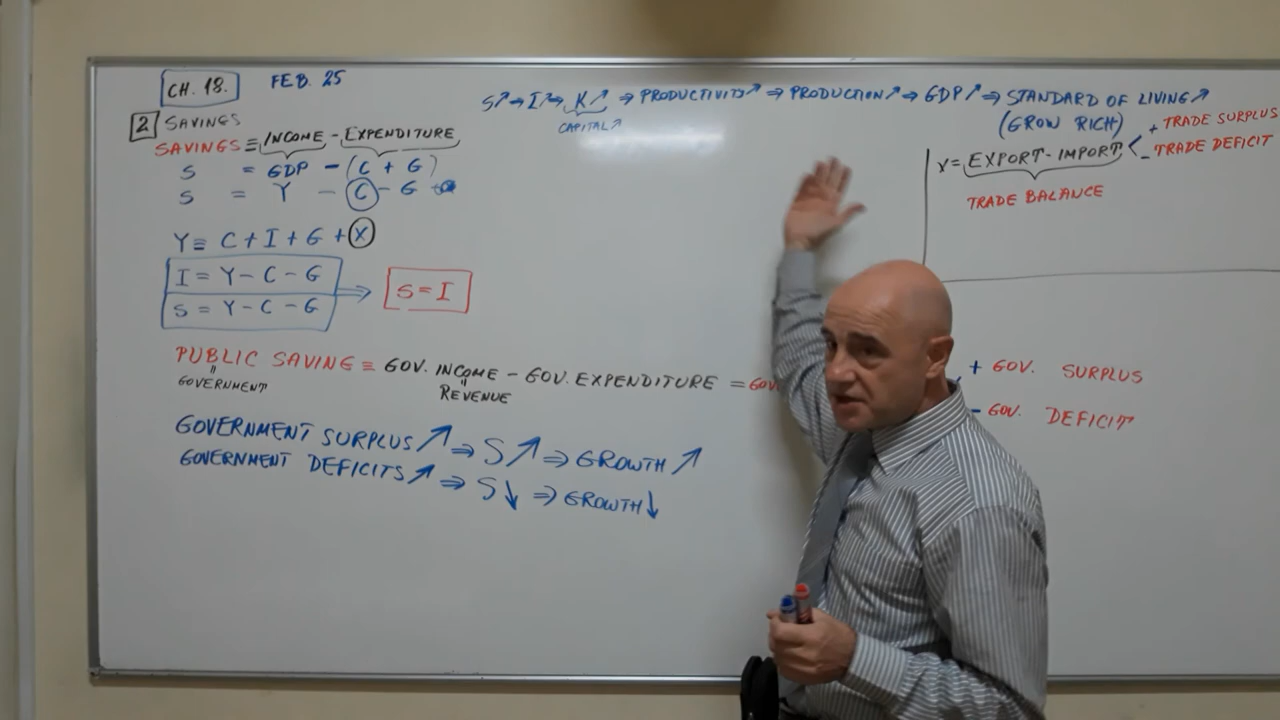 CH. 18. FEB. 25
2 SAVINGS
S↗ ⇒ I↗ ⇒ K↗ ⇒ PRODUCTIVITY↗ ⇒ PRODUCTION↗ ⇒ GDP↗ ⇒ STANDARD OF LIVING↗
CAPITAL↗
(GROW RICH)
SAVINGS ≡ INCOME - EXPENDITURE
S = GDP - (C + G)
S = Y - C - G
Y ≡ C + I + G + X
I = Y - C - G
S = Y - C - G
⇒ S = I
X = EXPORT - IMPORT
+ TRADE SURPLUS
- TRADE DEFICIT
TRADE BALANCE
PUBLIC SAVING ≡ GOV. INCOME - GOV. EXPENDITURE = GOV
"
GOVERNMENT
"
REVENUE
+ GOV. SURPLUS
- GOV. DEFICIT
GOVERNMENT SURPLUS↗ ⇒ S↗ ⇒ GROWTH↗
GOVERNMENT DEFICITS↗ ⇒ S↓ ⇒ GROWTH↓